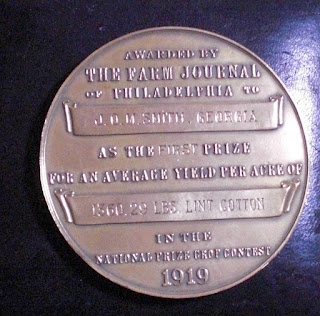 AWARDED BY
THE FARM JOURNAL
OF PHILADELPHIA TO
J.O.M. SMITH, GEORGIA
AS THE FIRST PRIZE
FOR AN AVERAGE YIELD PER ACRE OF
1360.29 LBS. LINT COTTON
IN THE
NATIONAL PRIZE CROP CONTEST
1919